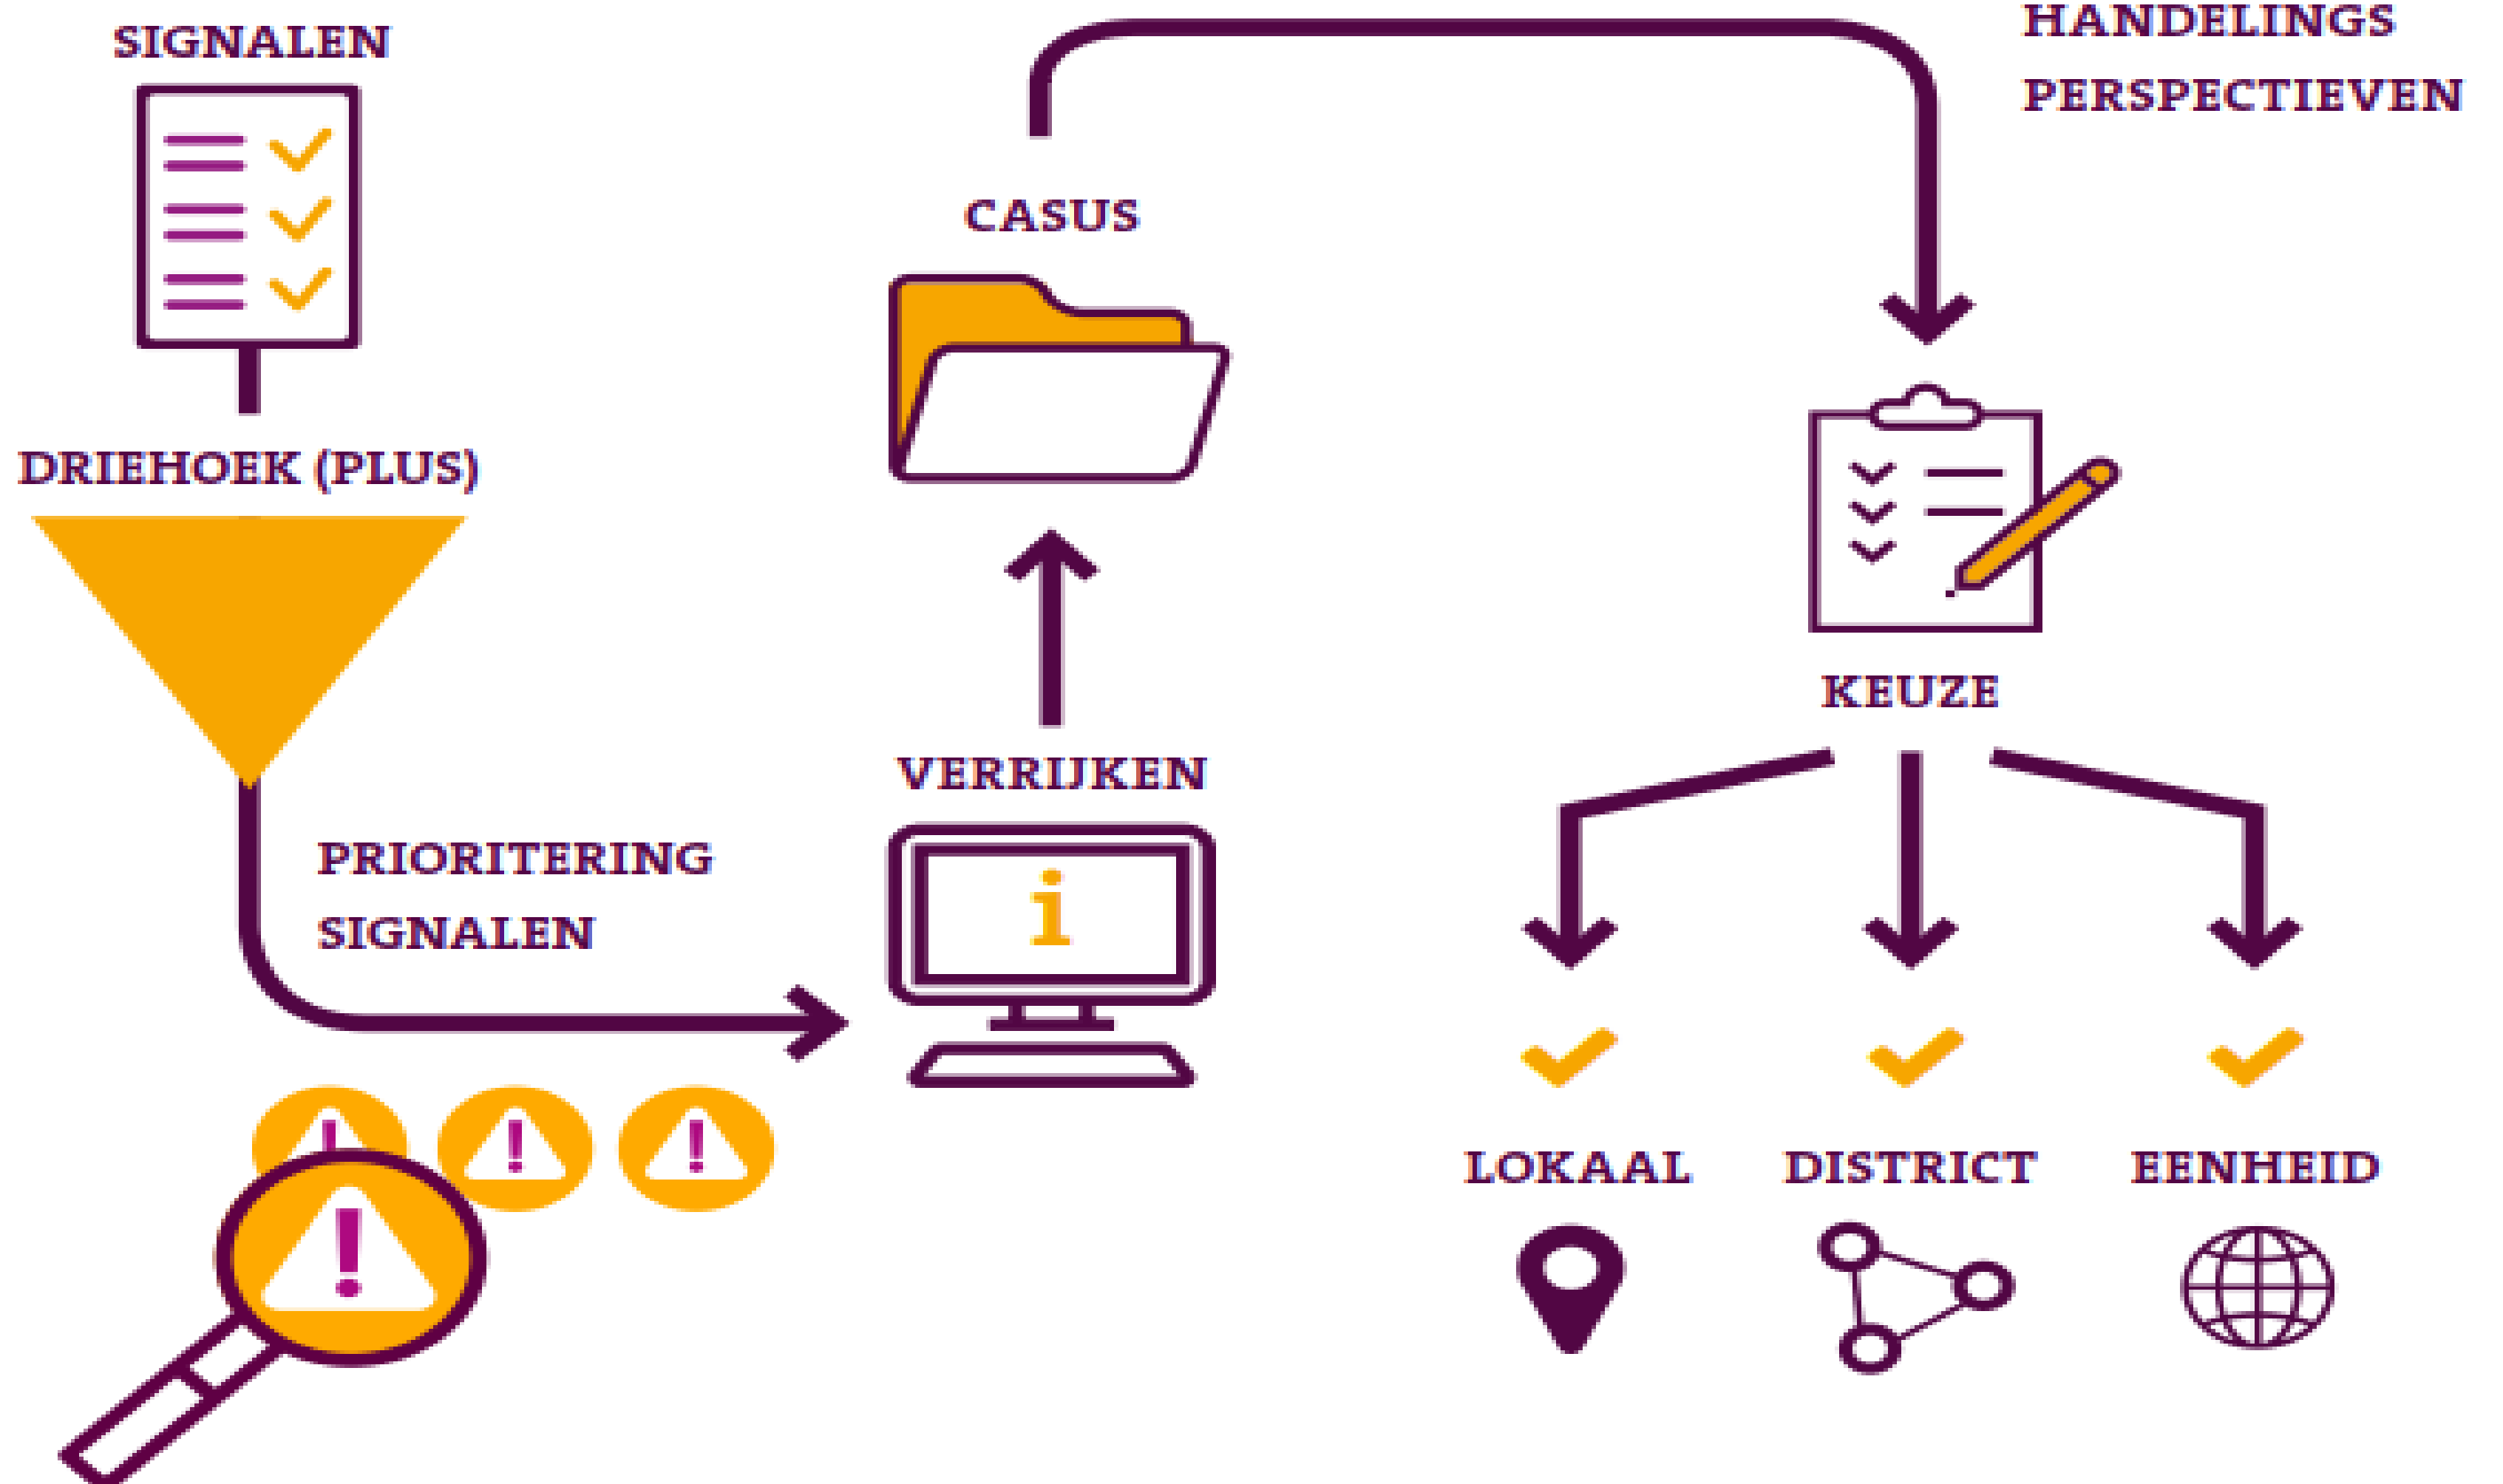 SIGNALEN
DRIEHOEK (PLUS)
PRIORITERING
SIGNALEN
VERRIJKEN
i
CASUS
HANDELINGS
PERSPECTIEVEN
KEUZE
LOKAAL
DISTRICT
EENHEID